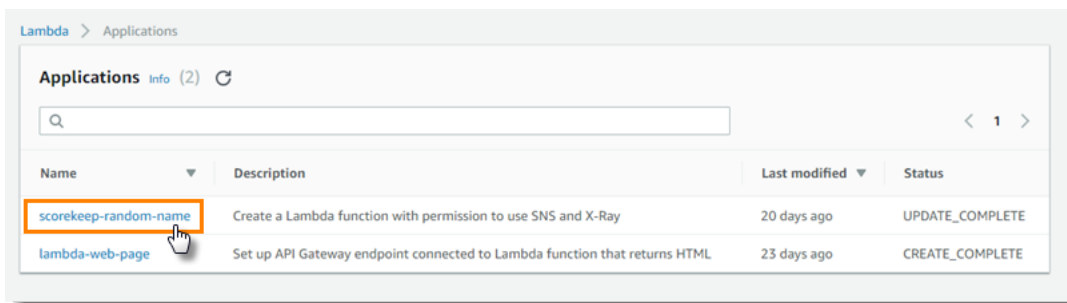 Lambda > Applications
Applications Info (2)
< 1 >
Name Description Last modified Status
scorekeep-random-name Create a Lambda function with permission to use SNS and X-Ray 20 days ago UPDATE_COMPLETE
lambda-web-page Set up API Gateway endpoint connected to Lambda function that returns HTML 23 days ago CREATE_COMPLETE